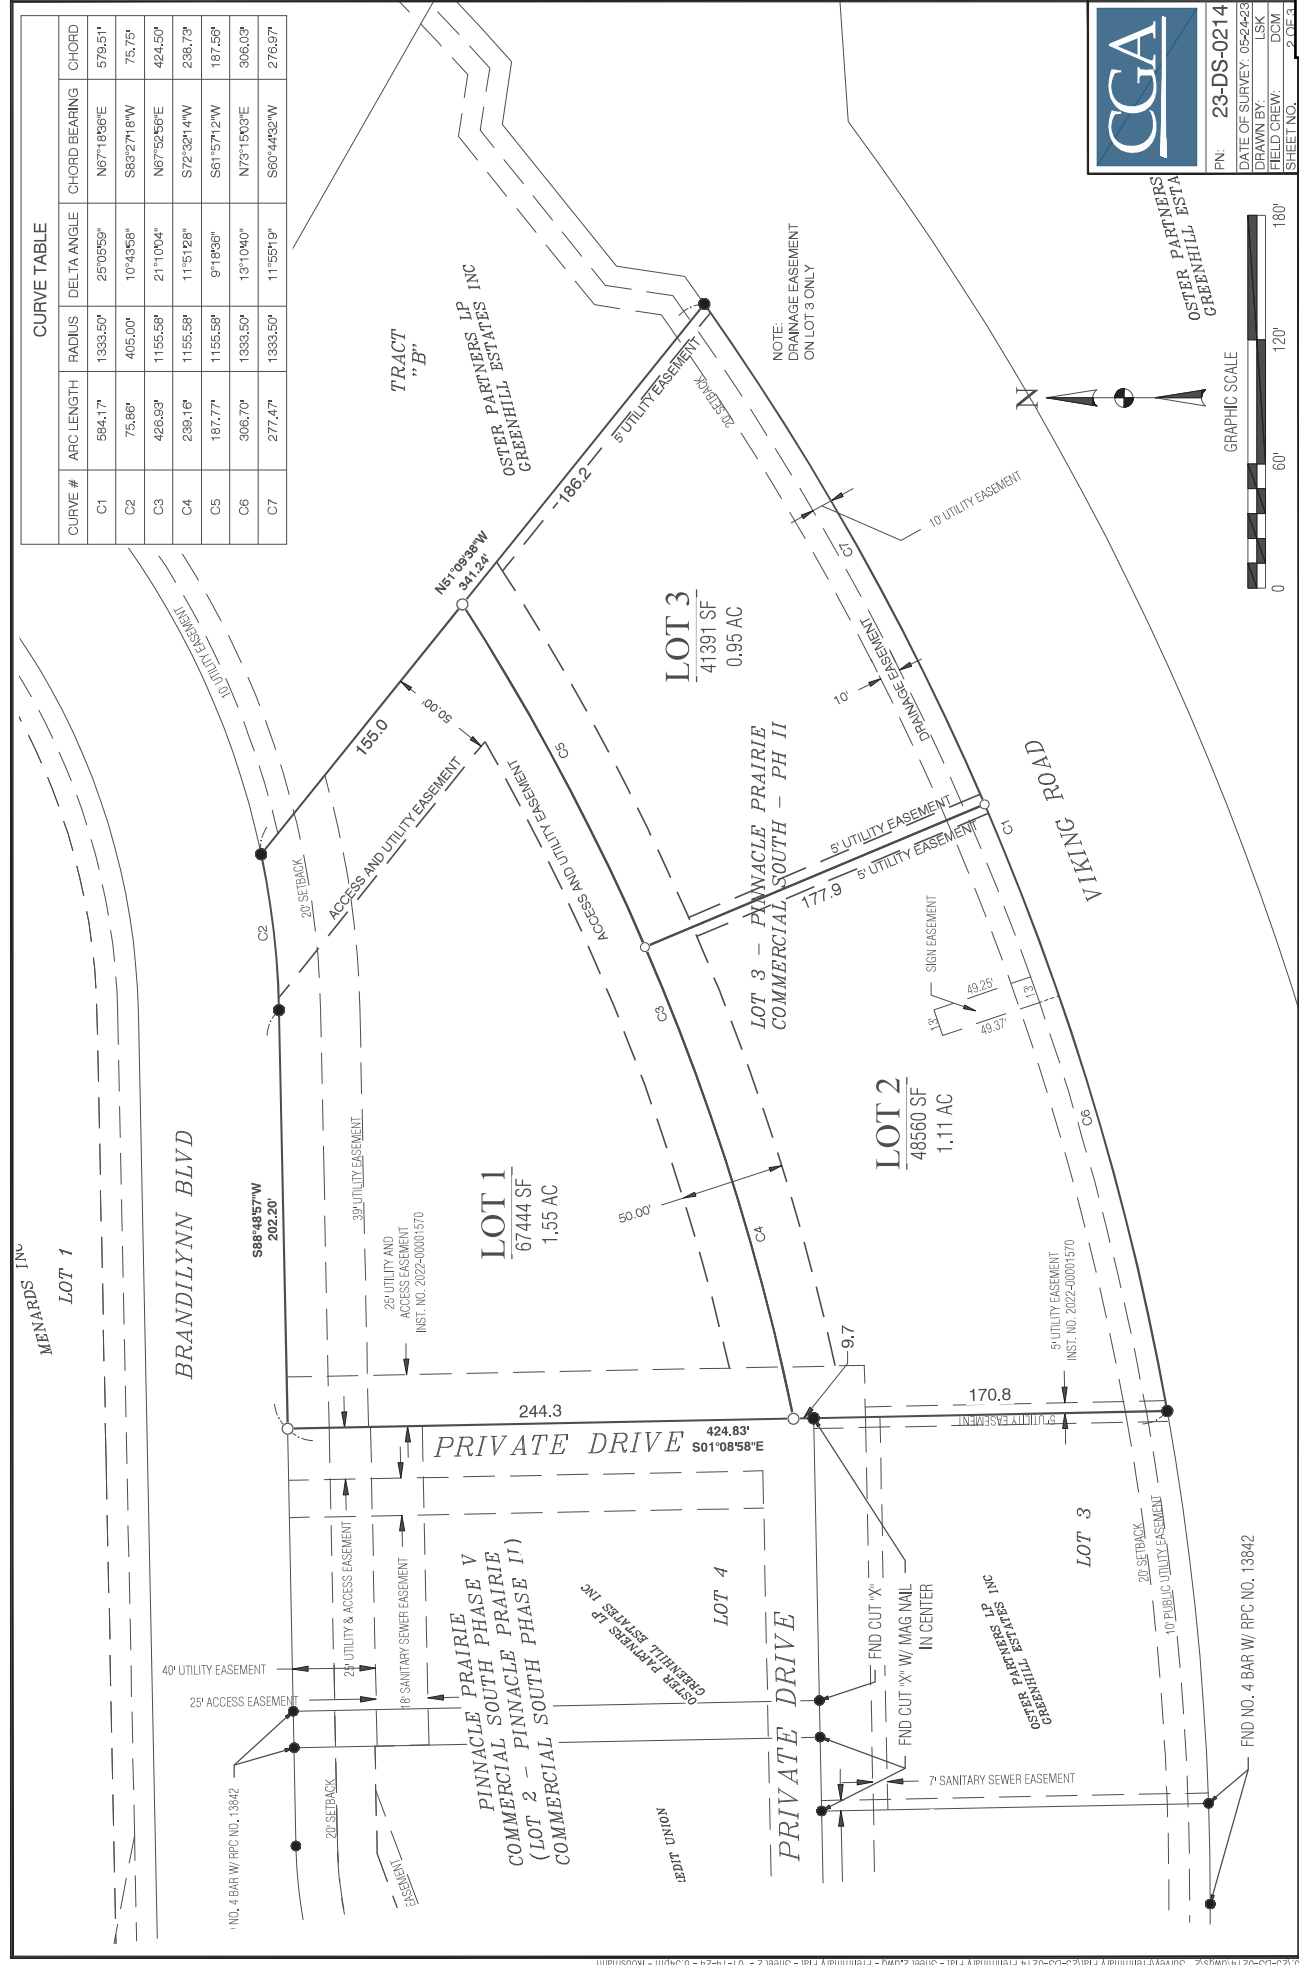 CURVE TABLE
CURVE # ARC LENGTH RADIUS DELTA ANGLE CHORD BEARING CHORD
C1 584.17' 1333.50' 25°05'59" N67°18'36"E 579.51'
C2 75.86' 405.00' 10°43'58" S83°27'18"W 75.75'
C3 426.93' 1155.58' 21°10'04" N67°52'56"E 424.50'
C4 239.16' 1155.58' 11°51'28" S72°32'14"W 238.73'
C5 187.77' 1155.58' 9°18'36" S61°57'12"W 187.56'
C6 306.70' 1333.50' 13°10'40" N73°15'03"E 306.03'
C7 277.47' 1333.50' 11°55'19" S60°44'32"W 276.97'
MENARDS INC
LOT 1
BRANDILYNN BLVD
10' UTILITY EASEMENT
S88°48'57"W
202.20'
C2
20' SETBACK
39' UTILITY EASEMENT
ACCESS AND UTILITY EASEMENT
155.0
50.00'
N51°09'38"W
341.24'
TRACT
"B"
OSTER PARTNERS LP
GREENHILL ESTATES INC
186.2
5' UTILITY EASEMENT
20' SETBACK
NOTE:
DRAINAGE EASEMENT
ON LOT 3 ONLY
25' UTILITY AND
ACCESS EASEMENT
INST. NO. 2022-00001570
LOT 1
67444 SF
1.55 AC
ACCESS AND UTILITY EASEMENT
C5
C3
C4
50.00'
LOT 3
41391 SF
0.95 AC
LOT 3 - PINNACLE PRAIRIE
COMMERCIAL SOUTH - PH II
10'
DRAINAGE EASEMENT
C7
10' UTILITY EASEMENT
5' UTILITY EASEMENT
5' UTILITY EASEMENT
177.9
C1
VIKING ROAD
SIGN EASEMENT
13'
49.25'
49.37'
13'
LOT 2
48560 SF
1.11 AC
C6
244.3
PRIVATE DRIVE
424.83'
S01°08'58"E
9.7
170.8
5' UTILITY EASEMENT
5' UTILITY EASEMENT
INST. NO. 2022-00001570
40' UTILITY EASEMENT
25' ACCESS EASEMENT
25' UTILITY & ACCESS EASEMENT
18' SANITARY SEWER EASEMENT
NO. 4 BAR W/ RPC NO. 13842
20' SETBACK
EASEMENT
PINNACLE PRAIRIE
COMMERCIAL SOUTH PHASE V
(LOT 2 - PINNACLE PRAIRIE
COMMERCIAL SOUTH PHASE II)
OSTER PARTNERS LP
GREENHILL ESTATES INC
LOT 4
EDIT UNION
PRIVATE DRIVE
FND CUT "X"
FND CUT "X" W/ MAG NAIL
IN CENTER
7' SANITARY SEWER EASEMENT
OSTER PARTNERS LP
GREENHILL ESTATES INC
LOT 3
20' SETBACK
10' PUBLIC UTILITY EASEMENT
FND NO. 4 BAR W/ RPC NO. 13842
OSTER PARTNERS
GREENHILL ESTA
N
GRAPHIC SCALE
0 60' 120' 180'
CGA
PN: 23-DS-0214
DATE OF SURVEY: 05-24-23
DRAWN BY: LSK
FIELD CREW: DCM
SHEET NO. 2 OF 3